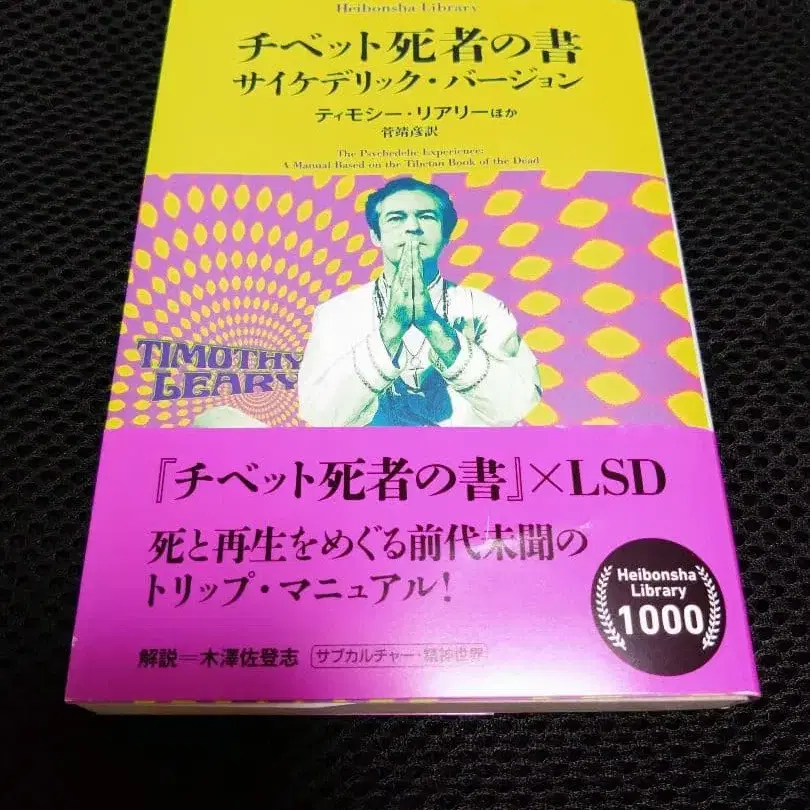 Heibonsha Library
チベット死者の書
サイケデリック・バージョン
ティモシー・リアリーほか
菅靖彦訳
The Psychedelic Experience:
A Manual Based on the Tibetan Book of the Dead
TIMOTHY
LEARY
『チベット死者の書』×LSD
死と再生をめぐる前代未聞の
トリップ・マニュアル!
Heibonsha
Library
1000
解説=木澤佐登志 サブカルチャー・精神世界